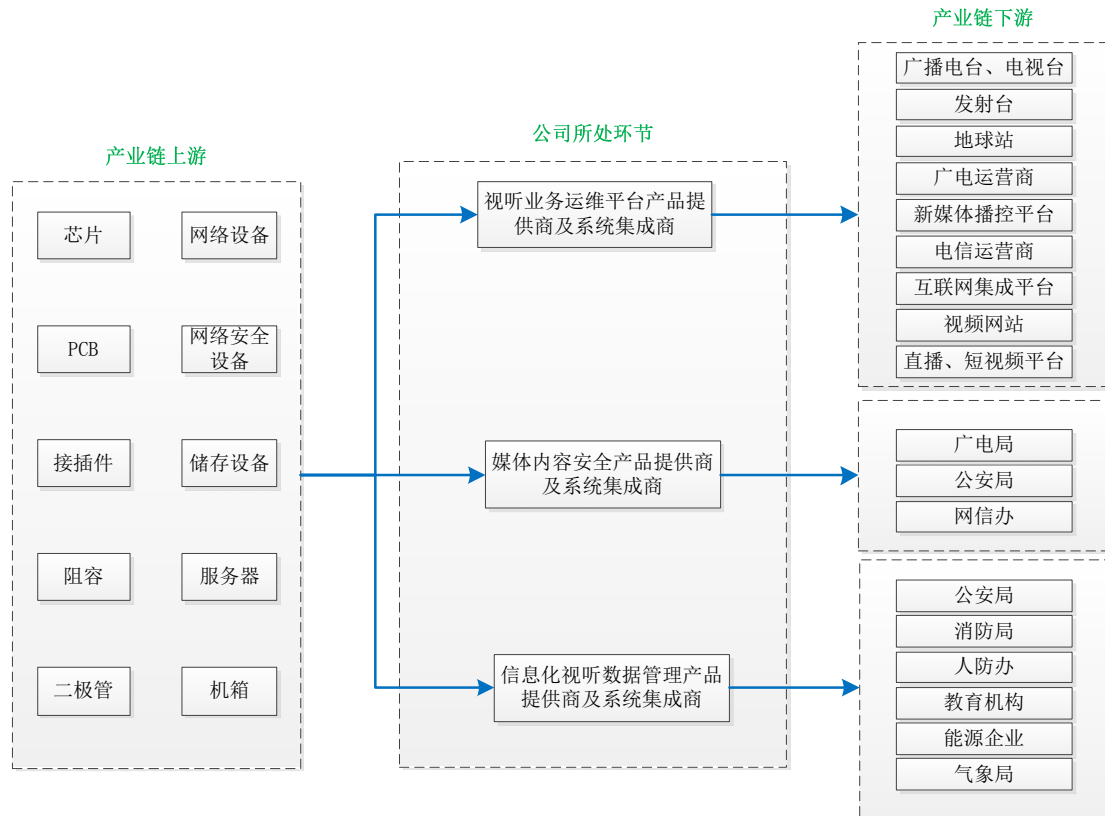 产业链上游
芯片
网络设备
PCB
网络安全
设备
接插件
储存设备
阻容
服务器
二极管
机箱
公司所处环节
视听业务运维平台产品提
供商及系统集成商
媒体内容安全产品提供商
及系统集成商
信息化视听数据管理产品
提供商及系统集成商
产业链下游
广播电台、电视台
发射台
地球站
广电运营商
新媒体播控平台
电信运营商
互联网集成平台
视频网站
直播、短视频平台
广电局
公安局
网信办
公安局
消防局
人防办
教育机构
能源企业
气象局